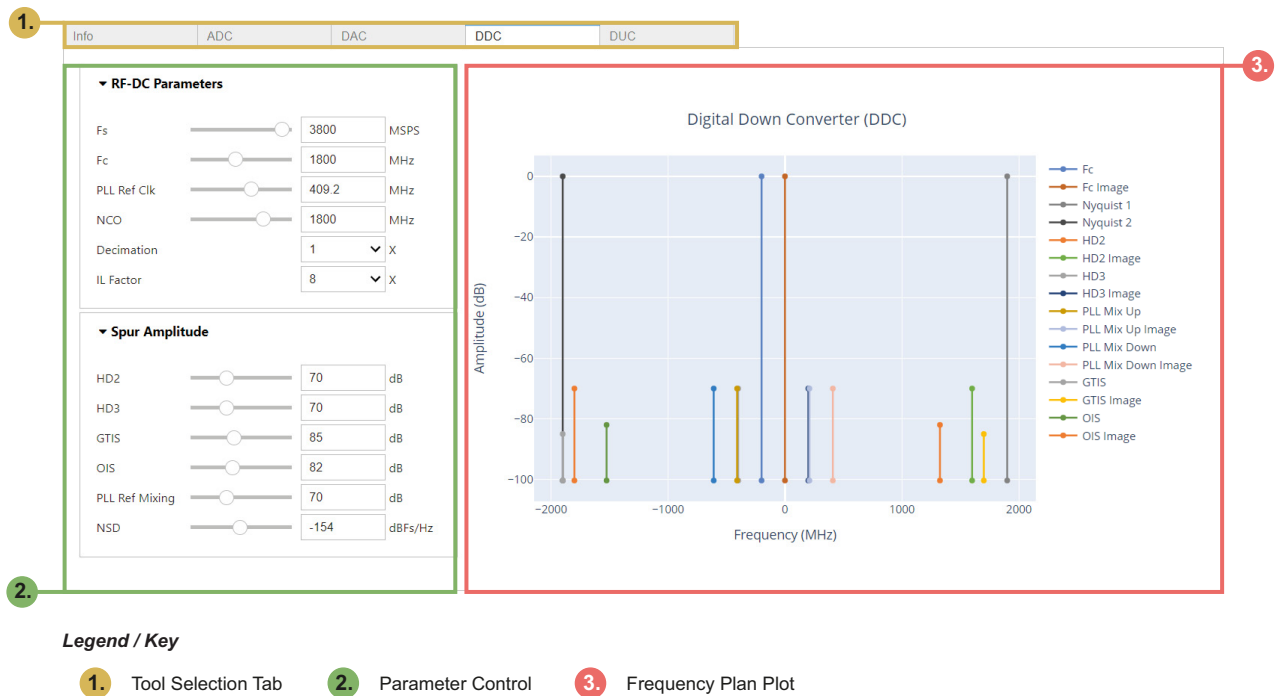 1.
Info ADC DAC DDC DUC
3.
▾ RF-DC Parameters
Fs 3800 MSPS
Fc 1800 MHz
PLL Ref Clk 409.2 MHz
NCO 1800 MHz
Decimation 1 X
IL Factor 8 X
▾ Spur Amplitude
HD2 70 dB
HD3 70 dB
GTIS 85 dB
OIS 82 dB
PLL Ref Mixing 70 dB
NSD -154 dBFs/Hz
2.
Digital Down Converter (DDC)
Amplitude (dB)
0
−20
−40
−60
−80
−100
−2000 −1000 0 1000 2000
Frequency (MHz)
Fc
Fc Image
Nyquist 1
Nyquist 2
HD2
HD2 Image
HD3
HD3 Image
PLL Mix Up
PLL Mix Up Image
PLL Mix Down
PLL Mix Down Image
GTIS
GTIS Image
OIS
OIS Image
Legend / Key
1. Tool Selection Tab 2. Parameter Control 3. Frequency Plan Plot